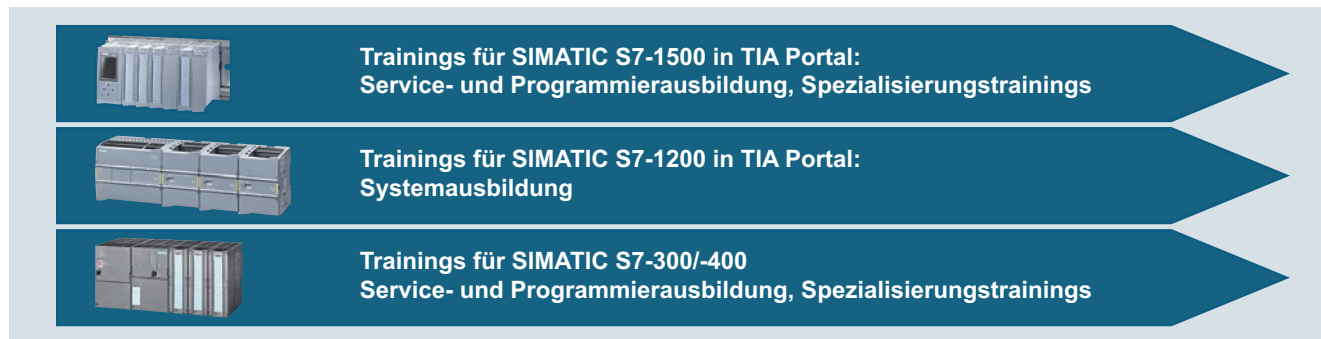 Trainings für SIMATIC S7-1500 in TIA Portal:
Service- und Programmierausbildung, Spezialisierungstrainings
Trainings für SIMATIC S7-1200 in TIA Portal:
Systemausbildung
Trainings für SIMATIC S7-300/-400
Service- und Programmierausbildung, Spezialisierungstrainings